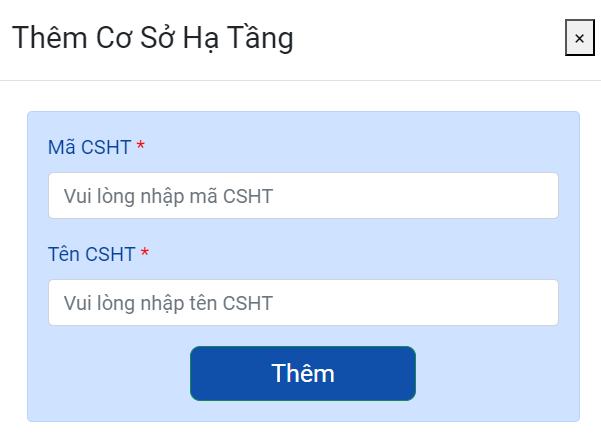 Thêm Cơ Sở Hạ Tầng
×
Mã CSHT *
Vui lòng nhập mã CSHT
Tên CSHT *
Vui lòng nhập tên CSHT
Thêm